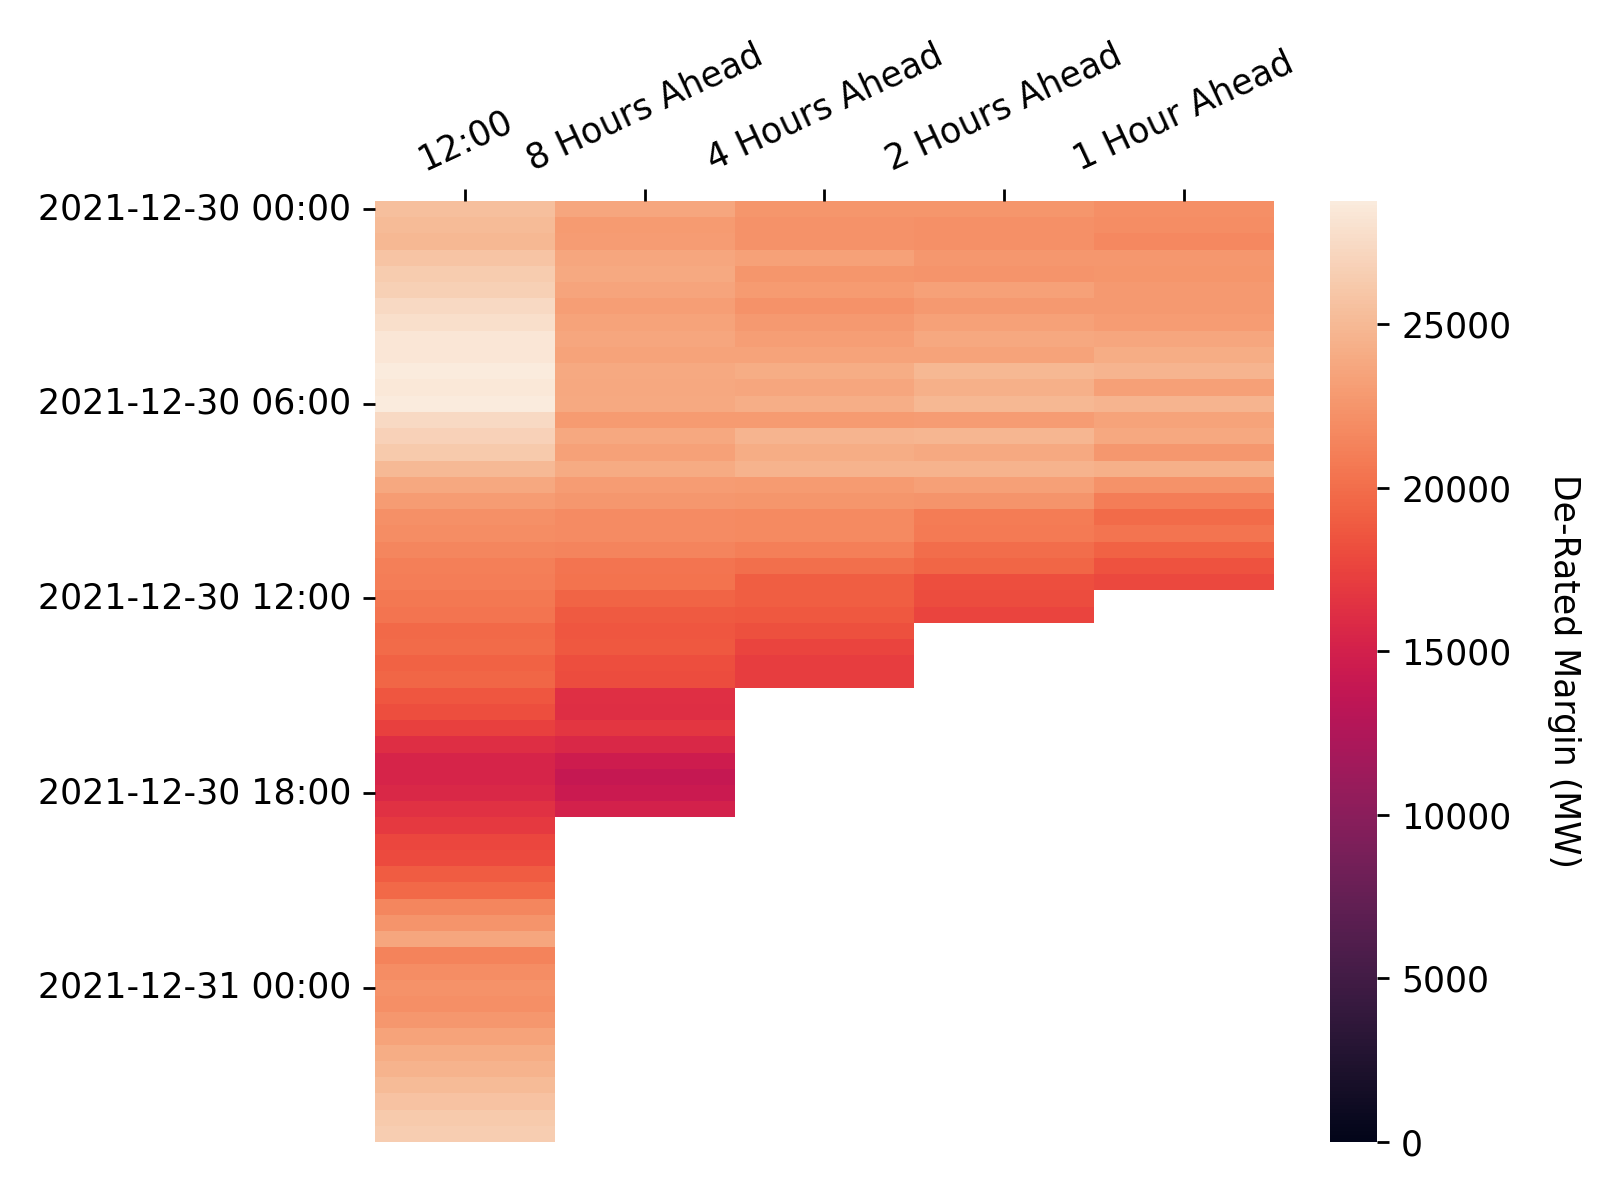 12:00
8 Hours Ahead
4 Hours Ahead
2 Hours Ahead
1 Hour Ahead
2021-12-30 00:00
2021-12-30 06:00
2021-12-30 12:00
2021-12-30 18:00
2021-12-31 00:00
25000
20000
15000
10000
5000
0
De-Rated Margin (MW)